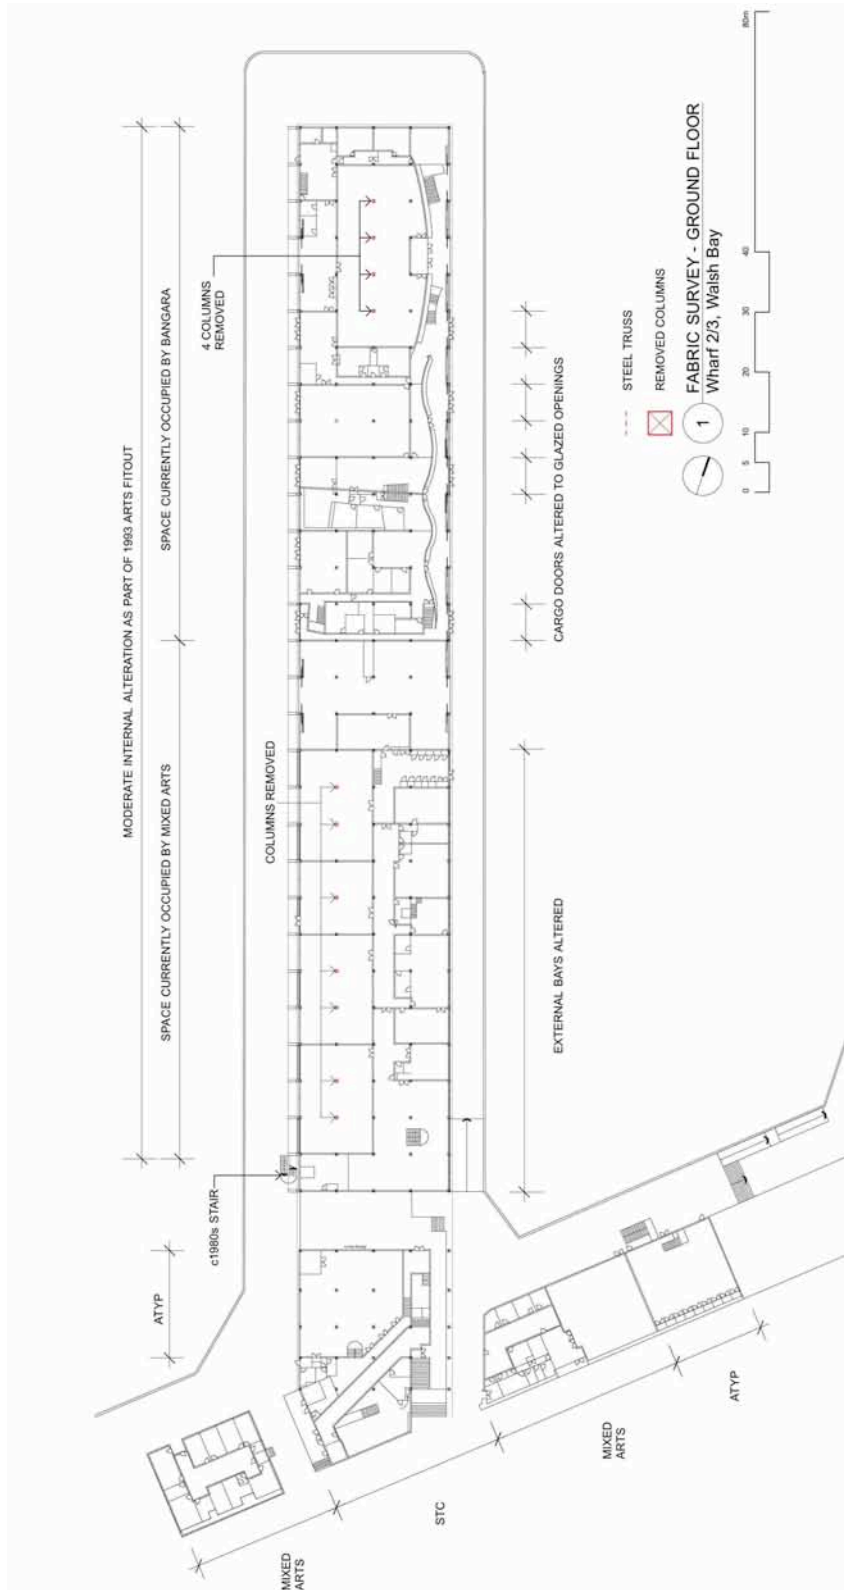 MODERATE INTERNAL ALTERATION AS PART OF 1993 ARTS FITOUT
SPACE CURRENTLY OCCUPIED BY MIXED ARTS
SPACE CURRENTLY OCCUPIED BY BANGARA
4 COLUMNS
REMOVED
COLUMNS REMOVED
c1980s STAIR
ATYP
EXTERNAL BAYS ALTERED
CARGO DOORS ALTERED TO GLAZED OPENINGS
MIXED
ARTS
STC
MIXED
ARTS
ATYP
STEEL TRUSS
REMOVED COLUMNS
1
FABRIC SURVEY - GROUND FLOOR
Wharf 2/3, Walsh Bay
0 5 10 20 30 40 80m